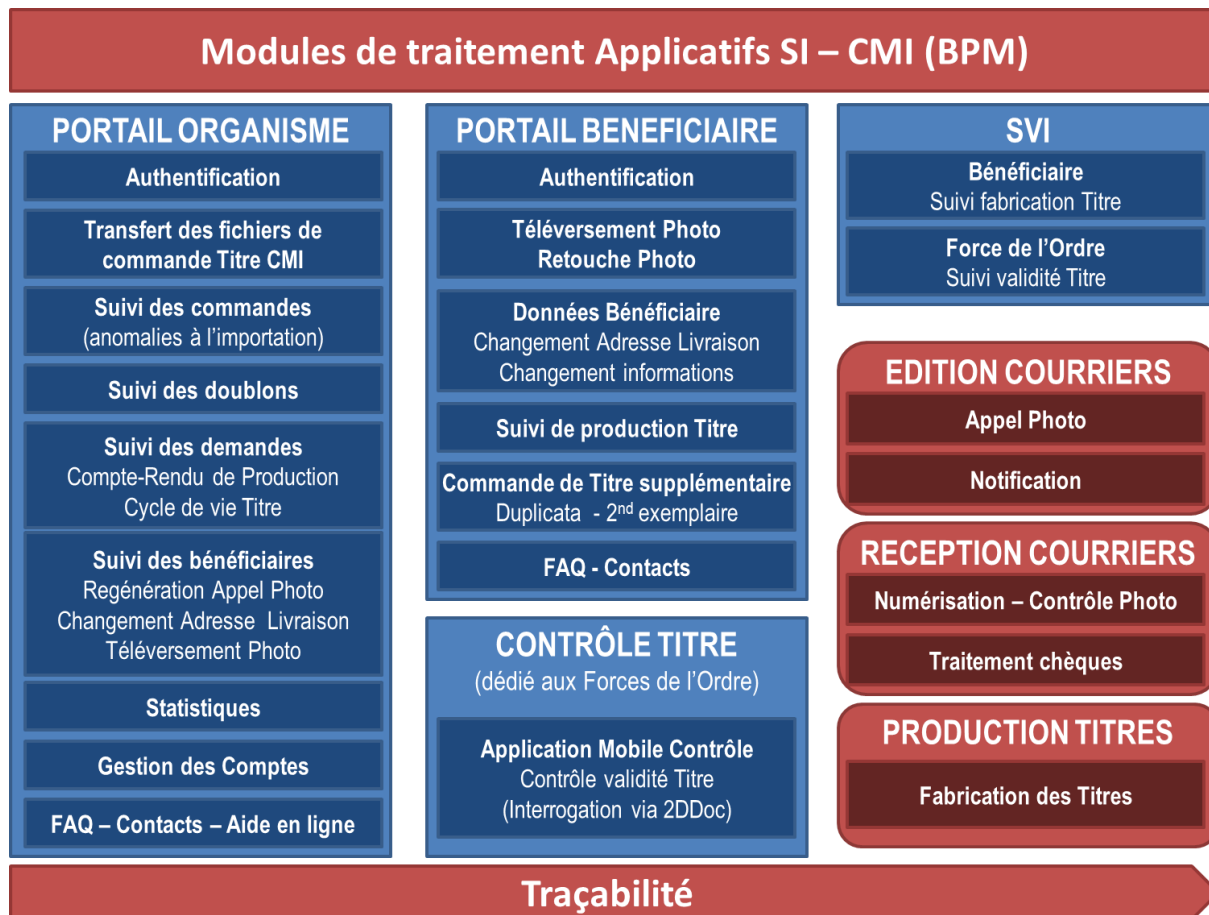 Modules de traitement Applicatifs SI – CMI (BPM)
PORTAIL ORGANISME
Authentification
Transfert des fichiers de
commande Titre CMI
Suivi des commandes
(anomalies à l'importation)
Suivi des doublons
Suivi des demandes
Compte-Rendu de Production
Cycle de vie Titre
Suivi des bénéficiaires
Regénération Appel Photo
Changement Adresse Livraison
Téléversement Photo
Statistiques
Gestion des Comptes
FAQ – Contacts – Aide en ligne
PORTAIL BENEFICIAIRE
Authentification
Téléversement Photo
Retouche Photo
Données Bénéficiaire
Changement Adresse Livraison
Changement informations
Suivi de production Titre
Commande de Titre supplémentaire
Duplicata - 2nd exemplaire
FAQ - Contacts
CONTRÔLE TITRE
(dédié aux Forces de l'Ordre)
Application Mobile Contrôle
Contrôle validité Titre
(Interrogation via 2DDoc)
SVI
Bénéficiaire
Suivi fabrication Titre
Force de l'Ordre
Suivi validité Titre
EDITION COURRIERS
Appel Photo
Notification
RECEPTION COURRIERS
Numérisation – Contrôle Photo
Traitement chèques
PRODUCTION TITRES
Fabrication des Titres
Traçabilité